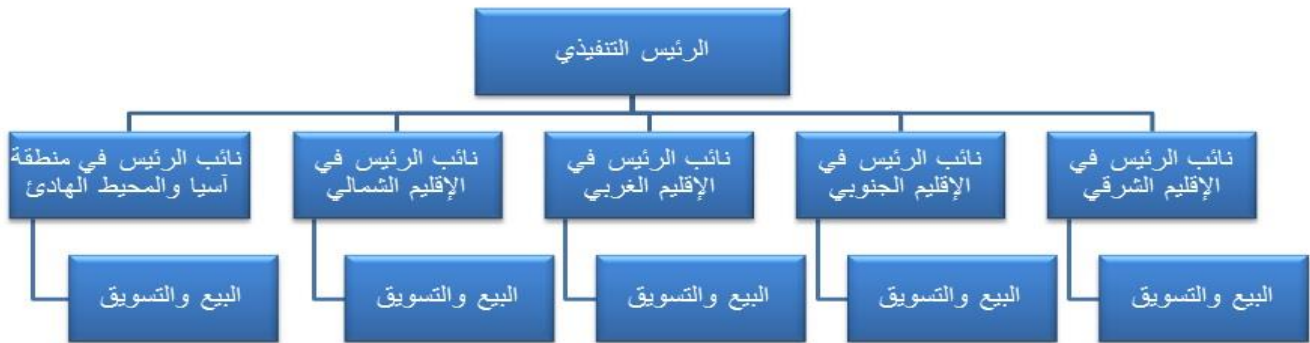 الرئيس التنفيذي
نائب الرئيس في
الإقليم الشرقي
نائب الرئيس في
الإقليم الجنوبي
نائب الرئيس في
الإقليم الغربي
نائب الرئيس في
الإقليم الشمالي
نائب الرئيس في منطقة
آسيا والمحيط الهادئ
البيع والتسويق
البيع والتسويق
البيع والتسويق
البيع والتسويق
البيع والتسويق